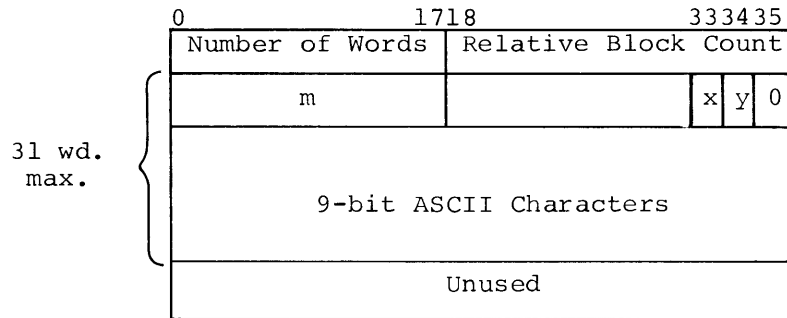 0 1718 333435
Number of Words Relative Block Count
m x y 0
31 wd.
max.
9-bit ASCII Characters
Unused